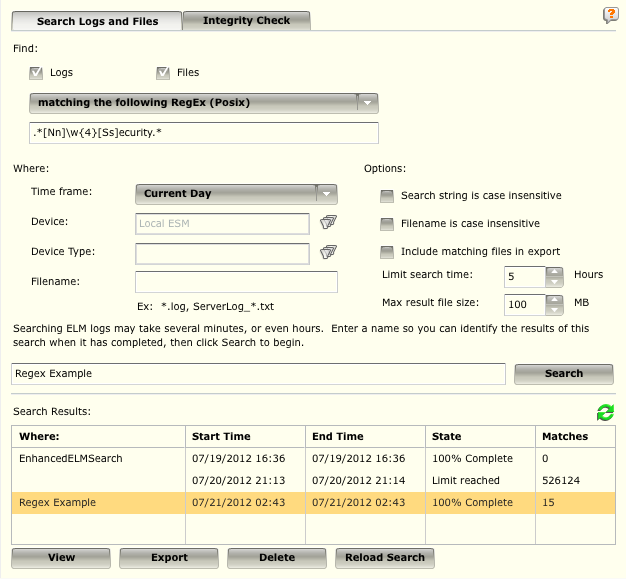 Search Logs and Files
Integrity Check
?
Find:
Logs
Files
matching the following RegEx (Posix)
.*[Nn]\w{4}[Ss]ecurity.*
Where:
Options:
Time frame:
Current Day
Search string is case insensitive
Device:
Local ESM
Filename is case insensitive
Device Type:
Include matching files in export
Filename:
Limit search time:
5
Hours
Ex: *.log, ServerLog_*.txt
Max result file size:
100
MB
Searching ELM logs may take several minutes, or even hours. Enter a name so you can identify the results of this
search when it has completed, then click Search to begin.
Regex Example
Search
Search Results:
Where: Start Time End Time State Matches
EnhancedELMSearch 07/19/2012 16:36 07/19/2012 16:36 100% Complete 0
07/20/2012 21:13 07/20/2012 21:14 Limit reached 526124
Regex Example 07/21/2012 02:43 07/21/2012 02:43 100% Complete 15
View
Export
Delete
Reload Search